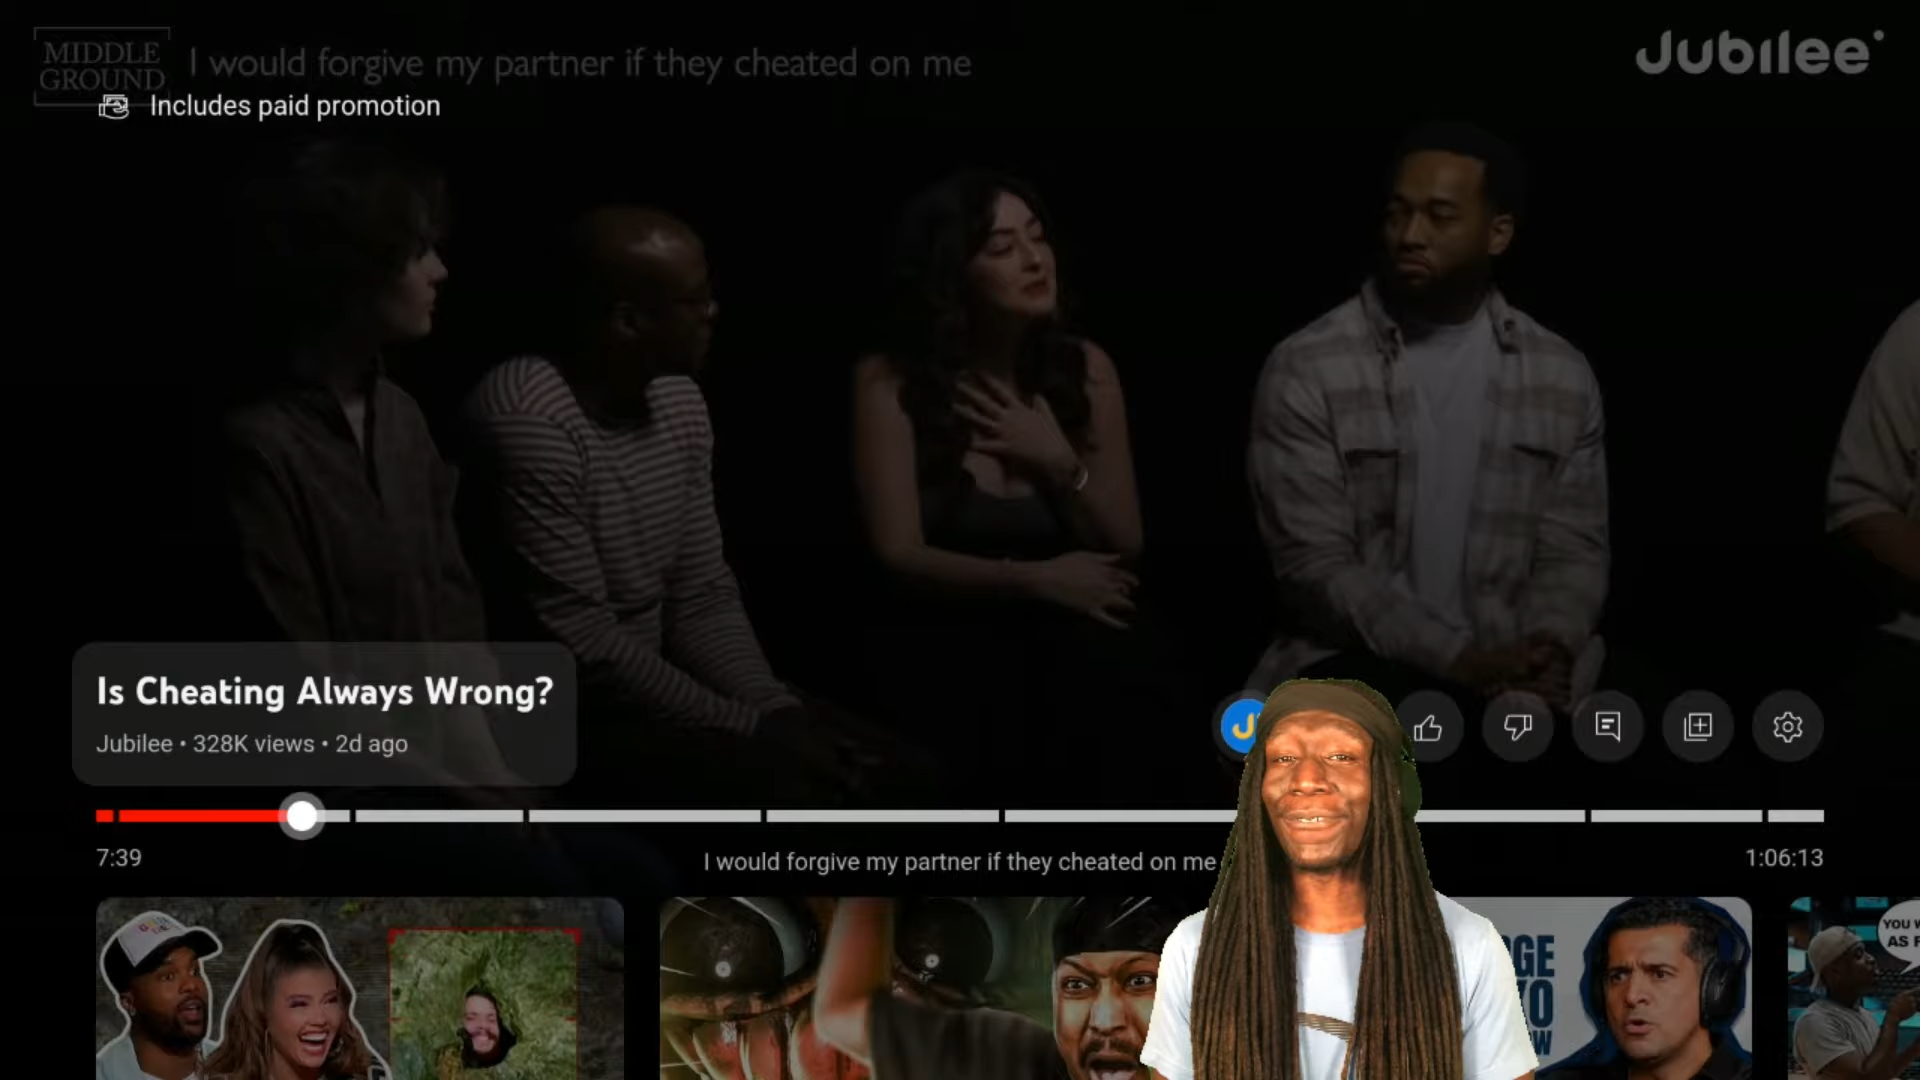 MIDDLE
GROUND
I would forgive my partner if they cheated on me
Jubilee
Includes paid promotion
Is Cheating Always Wrong?
Jubilee • 328K views • 2d ago
7:39
I would forgive my partner if they cheated on me
1:06:13
YOU
AS